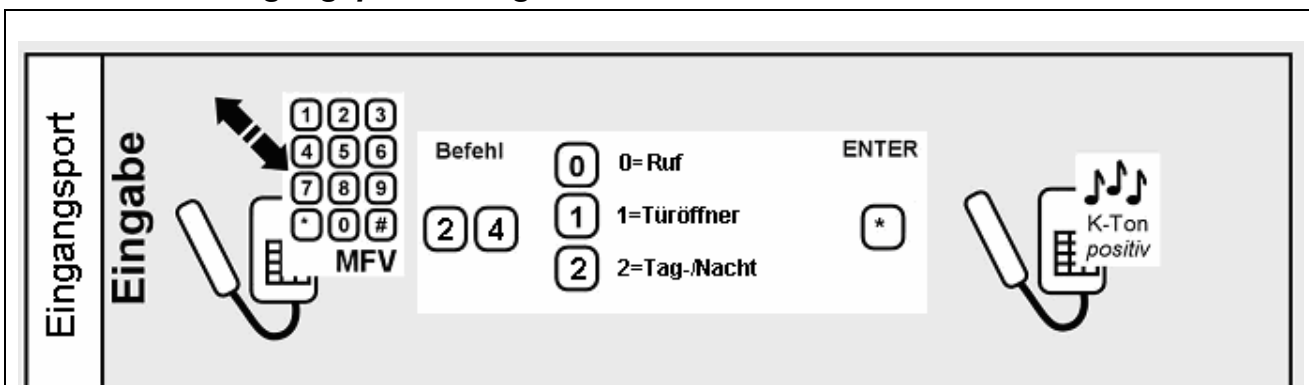 Eingangsport
Eingabe
1 2 3
4 5 6
7 8 9
* 0 #
MFV
Befehl
2 4
0 0= Ruf
1 1=Türöffner
2 2=Tag-/Nacht
ENTER
*
K-Ton
positiv